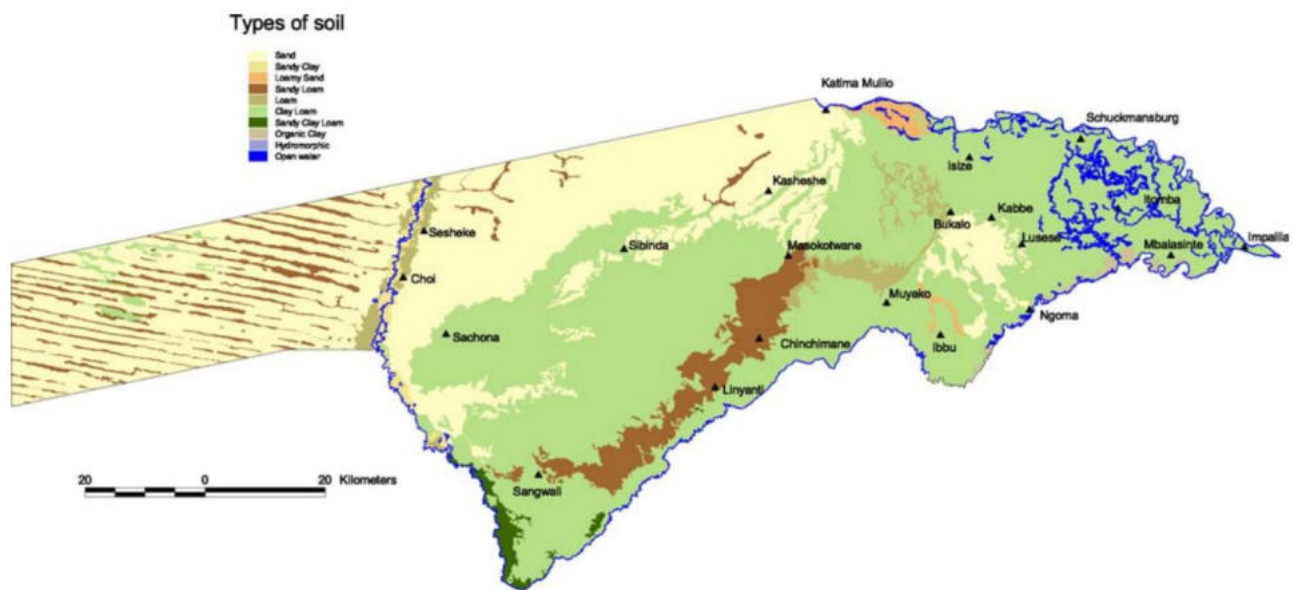 Types of soil
Sand
Sandy Clay
Loamy Sand
Sandy Loam
Loam
Clay Loam
Sandy Clay Loam
Organic Clay
Hydromorphic
Open water
Katima Mulilo
Schuckmansburg
Isize
Kasheshe
Itomba
Bukalo
Kabbe
Sesheke
Sibinda
Masokotwane
Lusese
Mbalasinte
Impalila
Choi
Muyako
Ngoma
Sachona
Chinchimane
Ibbu
Linyanti
20 0 20 Kilometers
Sangwali